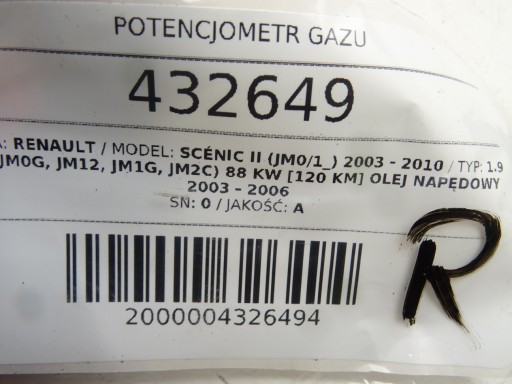 POTENCJOMETR GAZU
432649
A: RENAULT / MODEL: SCÉNIC II (JM0/1_) 2003 - 2010 / TYP: 1.9
JM0G, JM12, JM1G, JM2C) 88 KW [120 KM] OLEJ NAPĘDOWY
2003 - 2006
SN: 0 / JAKOŚĆ: A
2000004326494
R